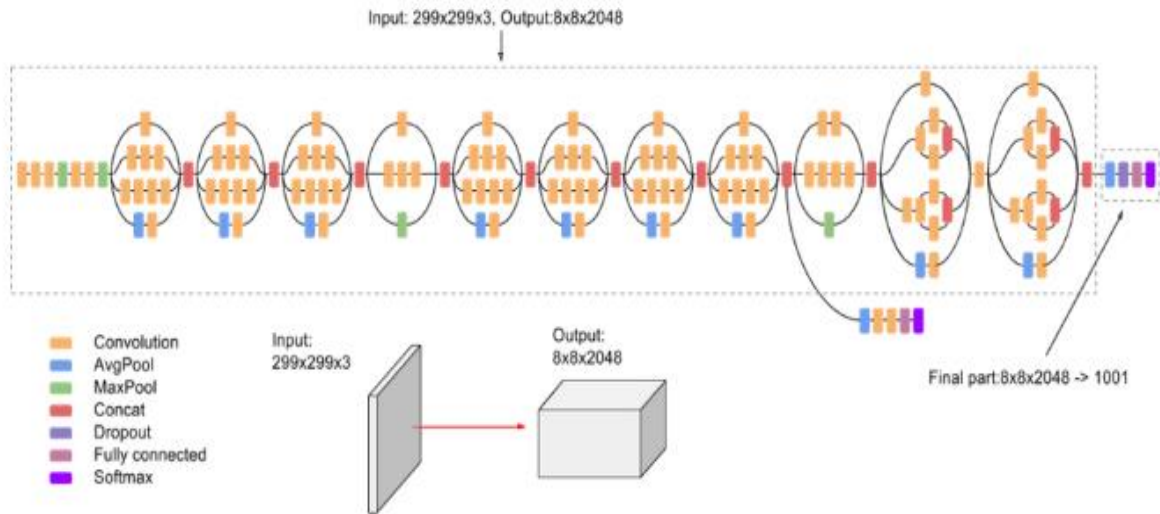 Input: 299x299x3, Output:8x8x2048
Convolution
AvgPool
MaxPool
Concat
Dropout
Fully connected
Softmax
Input:
299x299x3
Output:
8x8x2048
Final part:8x8x2048 -> 1001